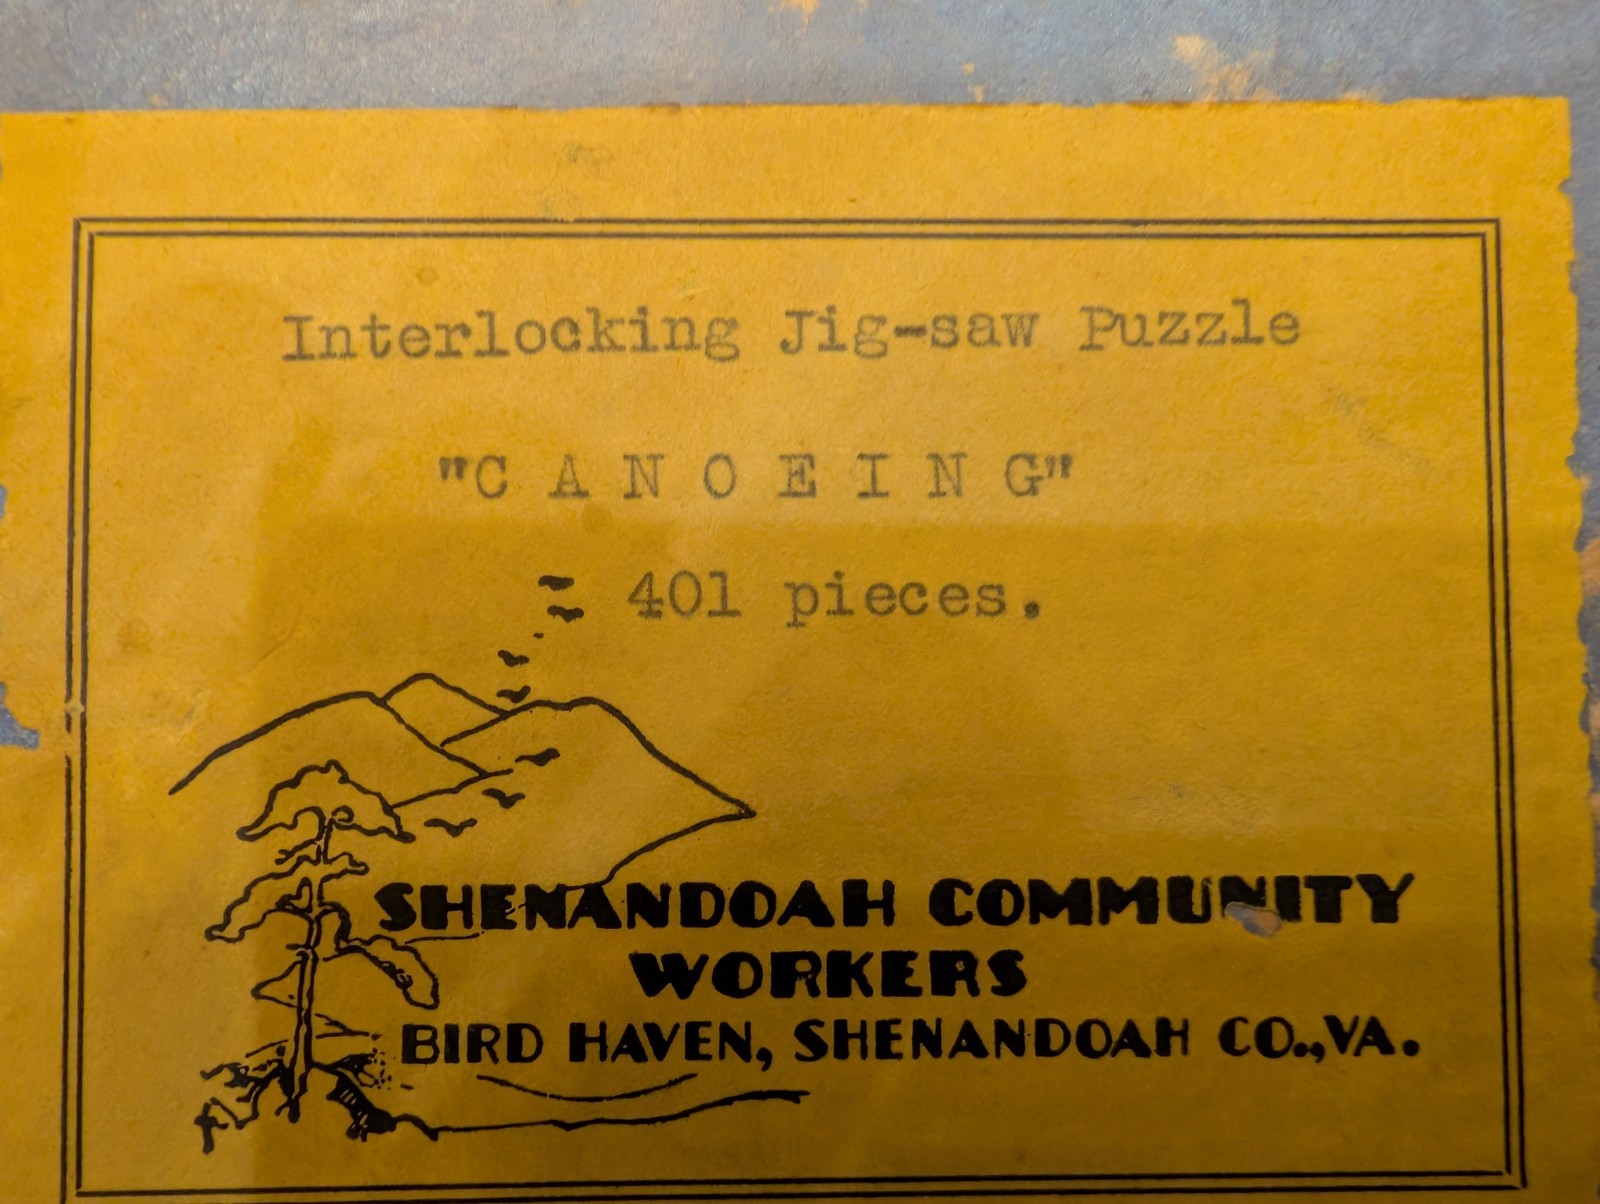 Interlocking Jig-saw Puzzle
"C A N O E I N G"
401 pieces.
SHENANDOAH COMMUNITY
WORKERS
BIRD HAVEN, SHENANDOAH CO., VA.